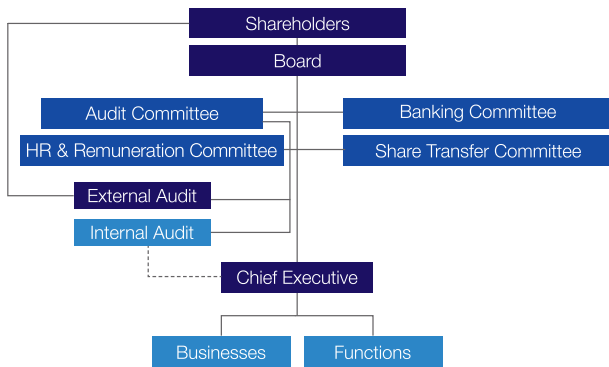 Shareholders
Board
Audit Committee
Banking Committee
HR & Remuneration Committee
Share Transfer Committee
External Audit
Internal Audit
Chief Executive
Businesses
Functions